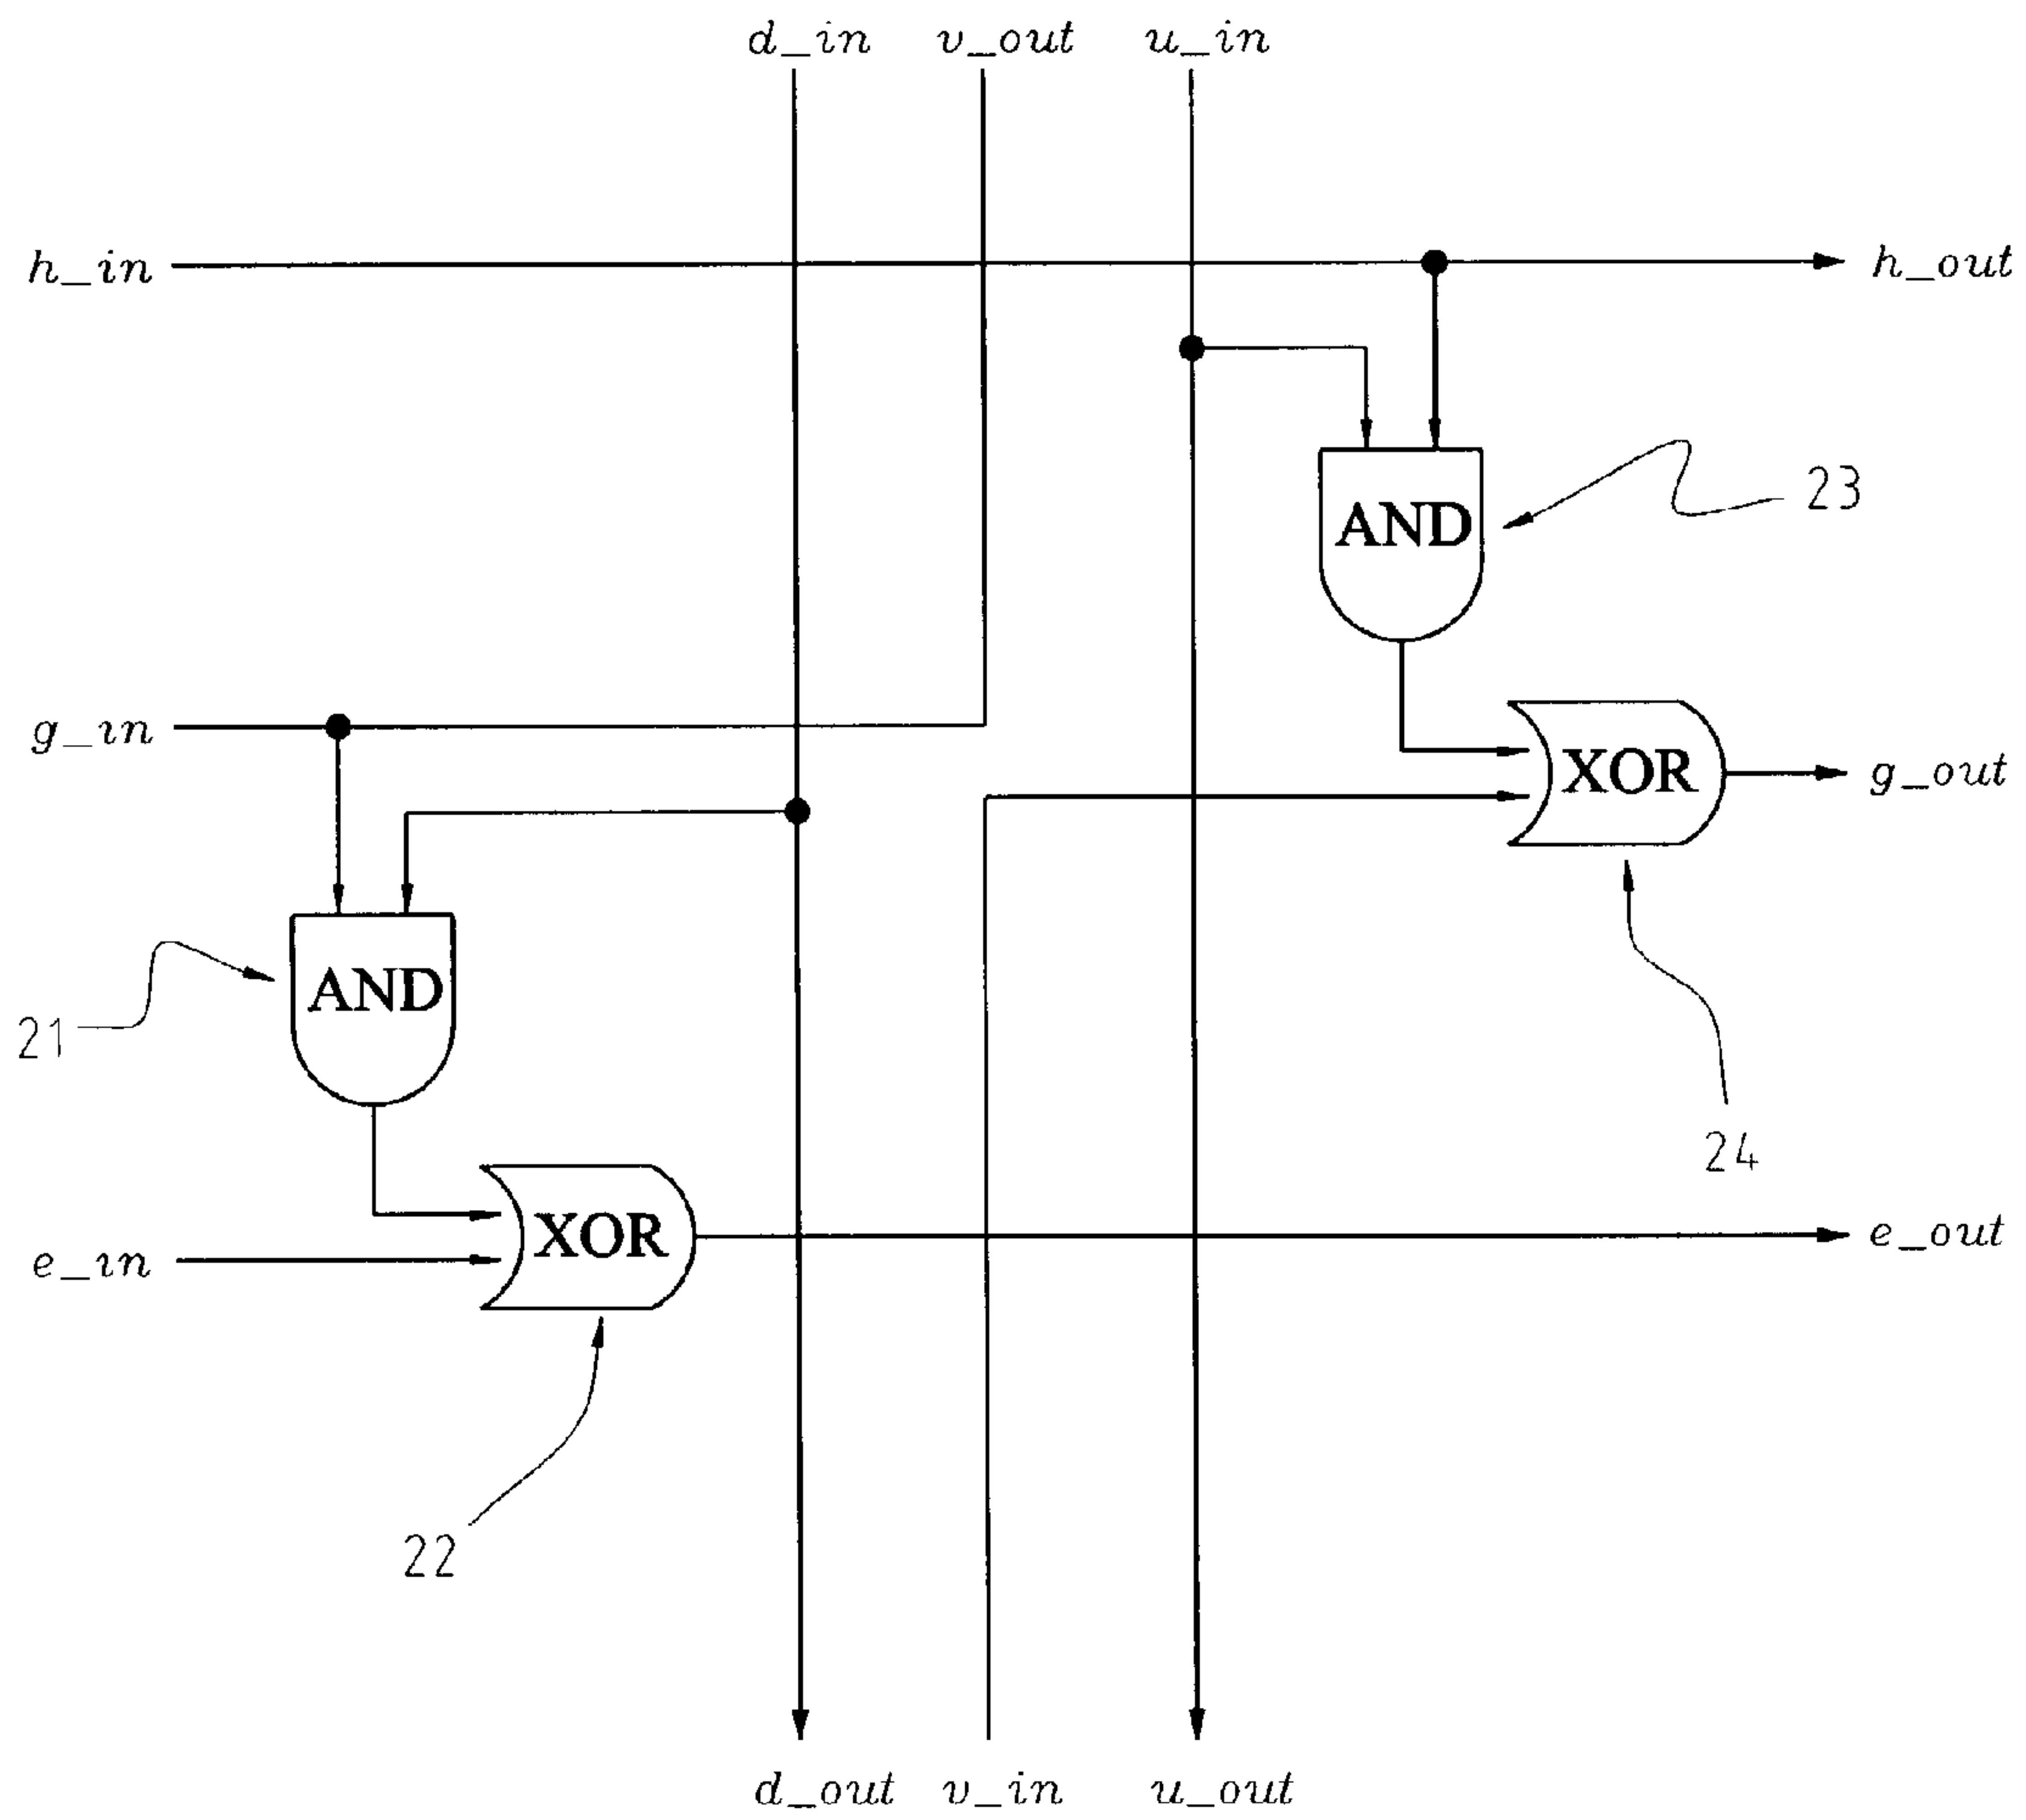 d_in v_out u_in
h_in h_out
AND 23
g_in XOR g_out
AND
21
24
e_in XOR e_out
22
d_out v_in u_out